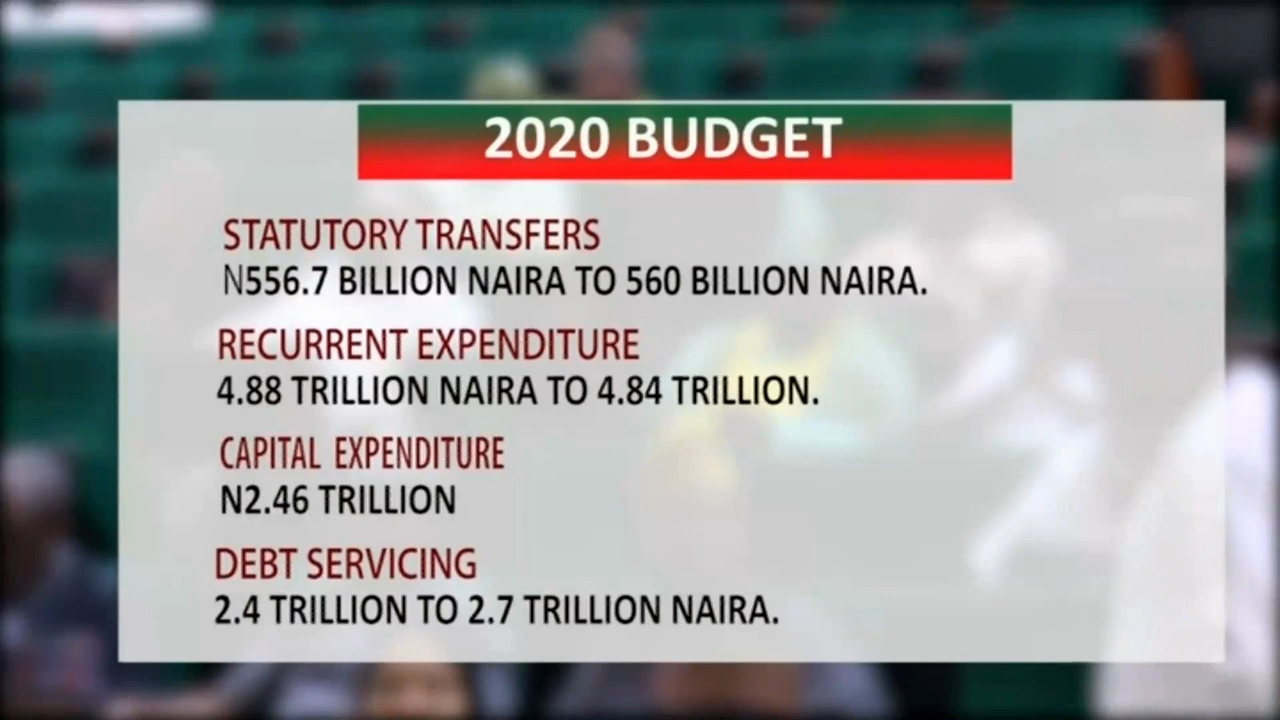 2020 BUDGET
STATUTORY TRANSFERS
N556.7 BILLION NAIRA TO 560 BILLION NAIRA.
RECURRENT EXPENDITURE
4.88 TRILLION NAIRA TO 4.84 TRILLION.
CAPITAL EXPENDITURE
N2.46 TRILLION
DEBT SERVICING
2.4 TRILLION TO 2.7 TRILLION NAIRA.